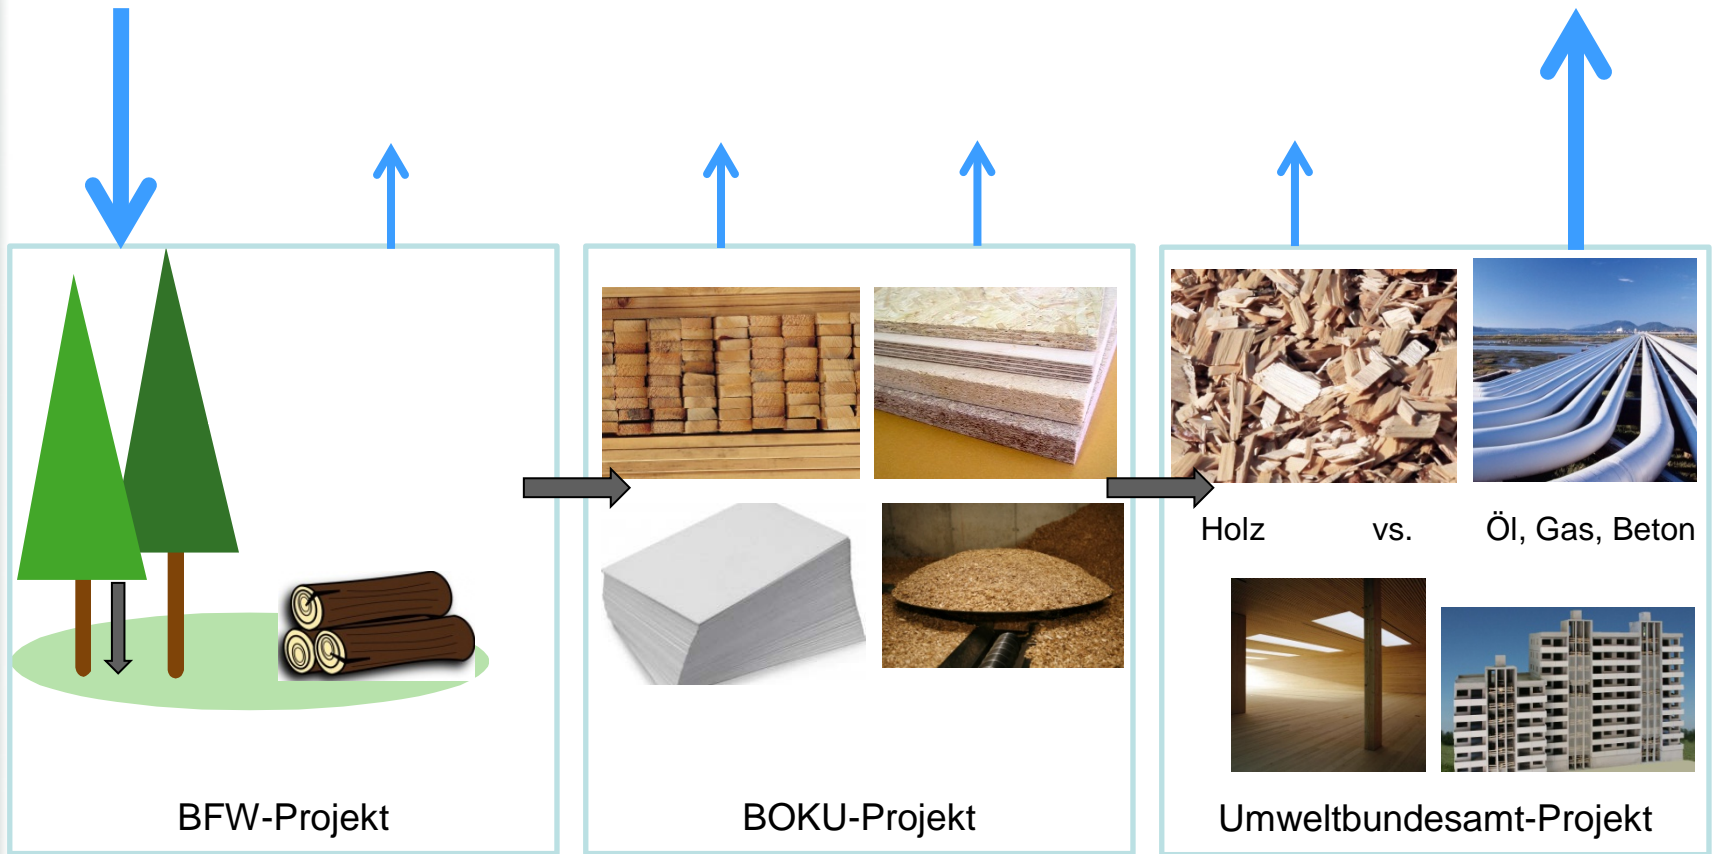 Holz vs. Öl, Gas, Beton
BFW-Projekt
BOKU-Projekt
Umweltbundesamt-Projekt